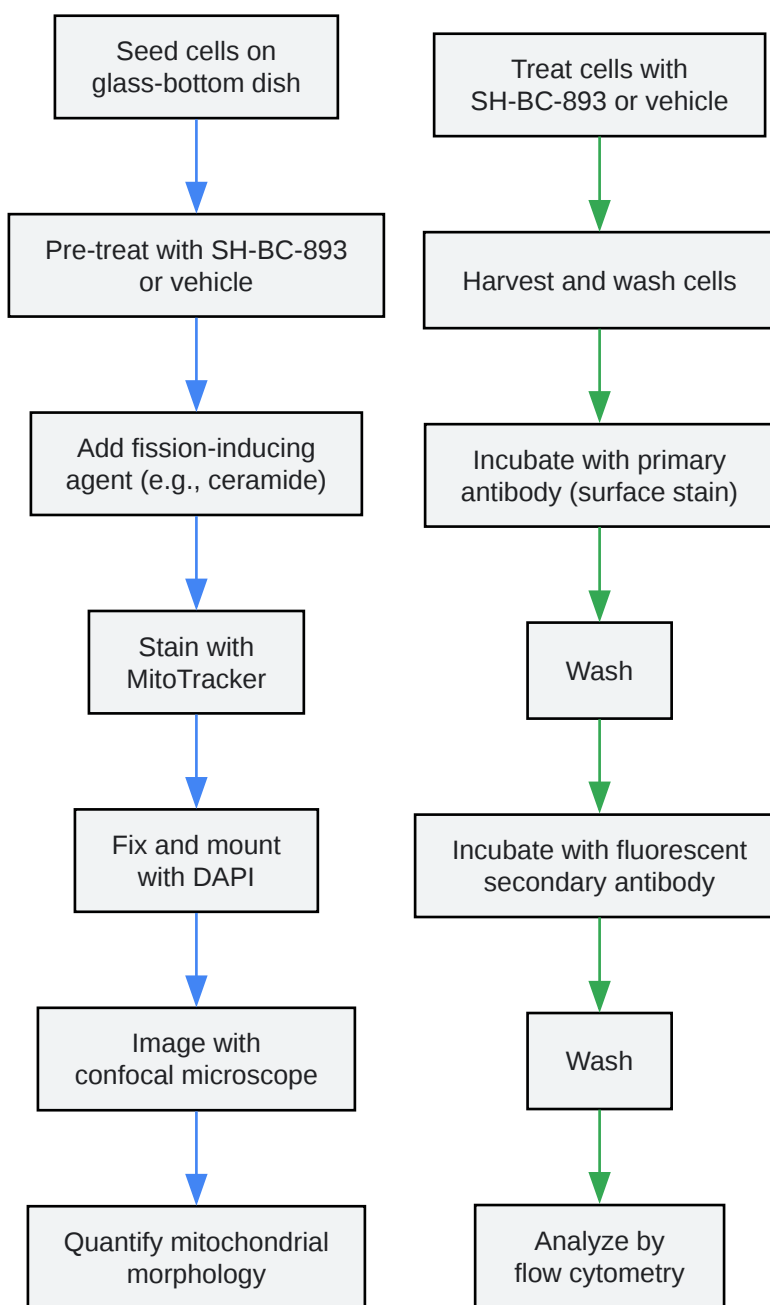 Seed cells on
glass-bottom dish
Pre-treat with SH-BC-893
or vehicle
Add fission-inducing
agent (e.g., ceramide)
Stain with
MitoTracker
Fix and mount
with DAPI
Image with
confocal microscope
Quantify mitochondrial
morphology
Treat cells with
SH-BC-893 or vehicle
Harvest and wash cells
Incubate with primary
antibody (surface stain)
Wash
Incubate with fluorescent
secondary antibody
Wash
Analyze by
flow cytometry